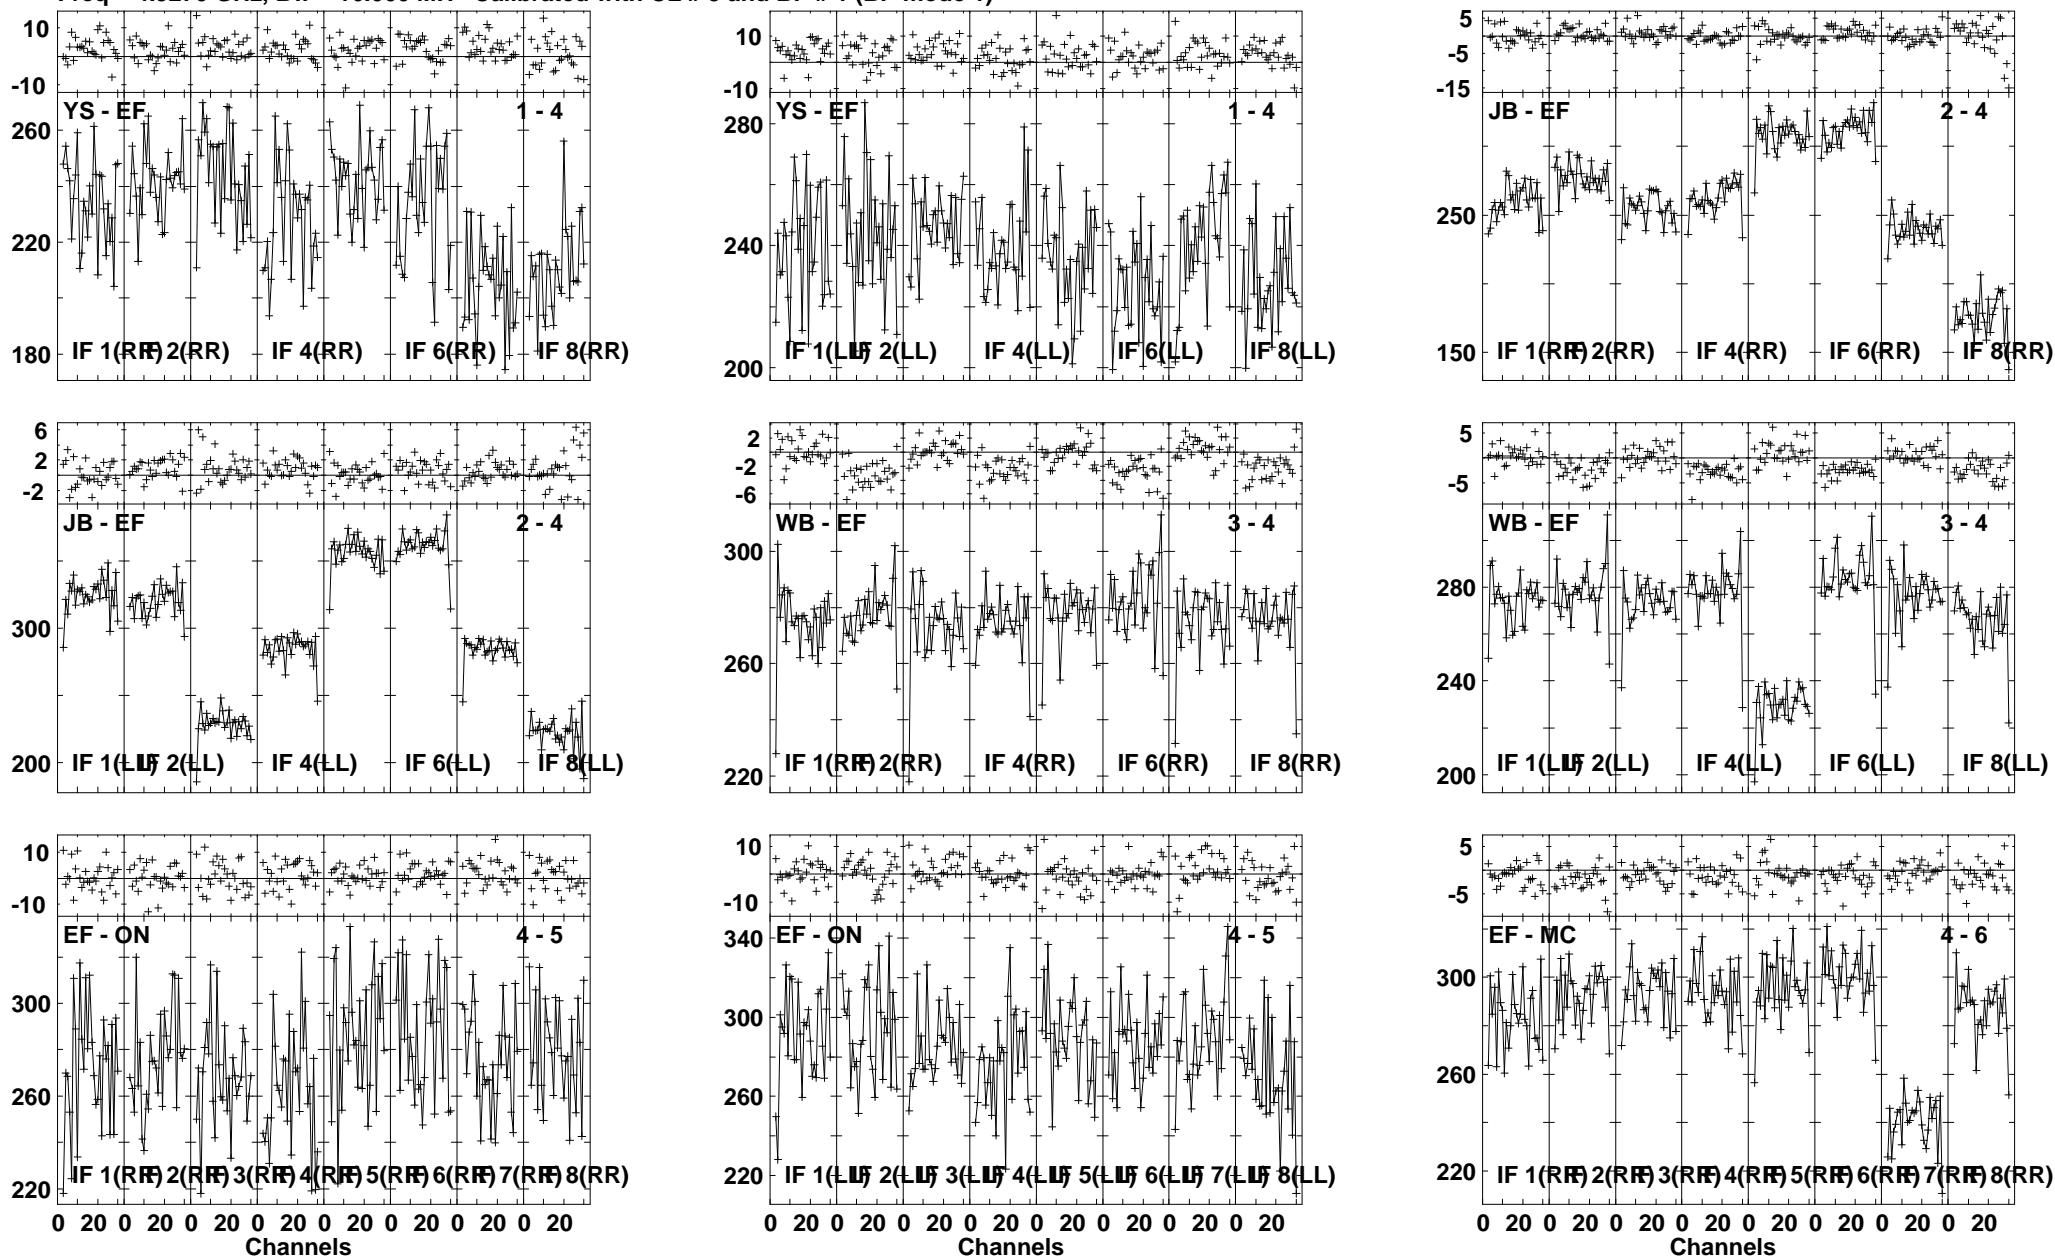 10
-10
YS - EF 1 - 4
260
220
180
IF 1(RR) IF 2(RR) IF 4(RR) IF 6(RR) IF 8(RR)
10
-10
YS - EF 1 - 4
280
240
200
IF 1(LL) IF 2(LL) IF 4(LL) IF 6(LL) IF 8(LL)
5
-5
-15
JB - EF 2 - 4
250
150
IF 1(RR) IF 2(RR) IF 4(RR) IF 6(RR) IF 8(RR)
6
2
-2
JB - EF 2 - 4
300
200
IF 1(LL) IF 2(LL) IF 4(LL) IF 6(LL) IF 8(LL)
2
-2
-6
WB - EF 3 - 4
300
260
220
IF 1(RR) IF 2(RR) IF 4(RR) IF 6(RR) IF 8(RR)
5
-5
WB - EF 3 - 4
280
240
200
IF 1(LL) IF 2(LL) IF 4(LL) IF 6(LL) IF 8(LL)
10
-10
EF - ON 4 - 5
300
260
220
IF 1(RR) IF 2(RR) IF 3(RR) IF 4(RR) IF 5(RR) IF 6(RR) IF 7(RR) IF 8(RR)
0 20 0 20 0 20 0 20 0 20 0 20 0 20 0 20
Channels
10
-10
EF - ON 4 - 5
340
300
260
220
IF 1(LL) IF 2(LL) IF 3(LL) IF 4(LL) IF 5(LL) IF 6(LL) IF 7(LL) IF 8(LL)
0 20 0 20 0 20 0 20 0 20 0 20 0 20 0 20
Channels
5
-5
EF - MC 4 - 6
300
260
220
IF 1(RR) IF 2(RR) IF 3(RR) IF 4(RR) IF 5(RR) IF 6(RR) IF 7(RR) IF 8(RR)
0 20 0 20 0 20 0 20 0 20 0 20 0 20 0 20
Channels